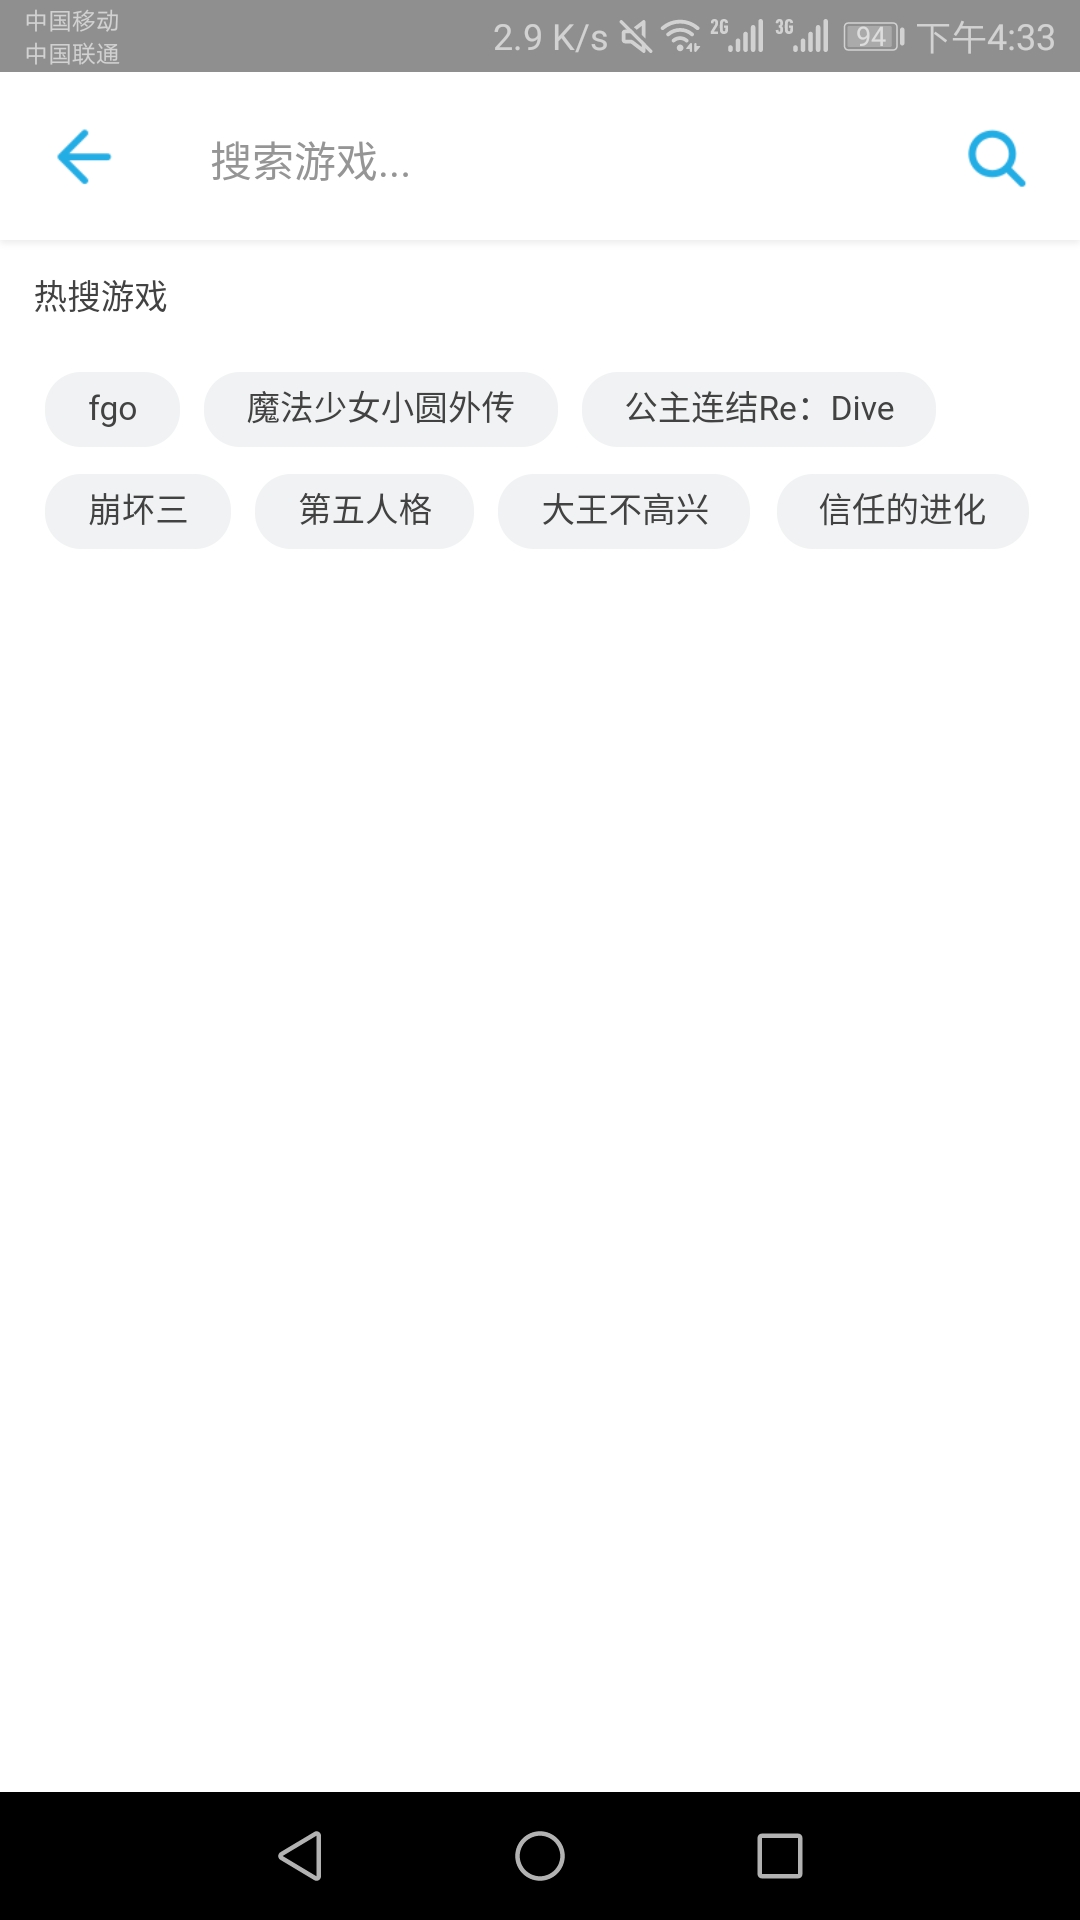 中国移动
中国联通
2.9 K/s 2G 3G 94 下午4:33
搜索游戏...
热搜游戏
fgo 魔法少女小圆外传 公主连结Re：Dive
崩坏三 第五人格 大王不高兴 信任的进化